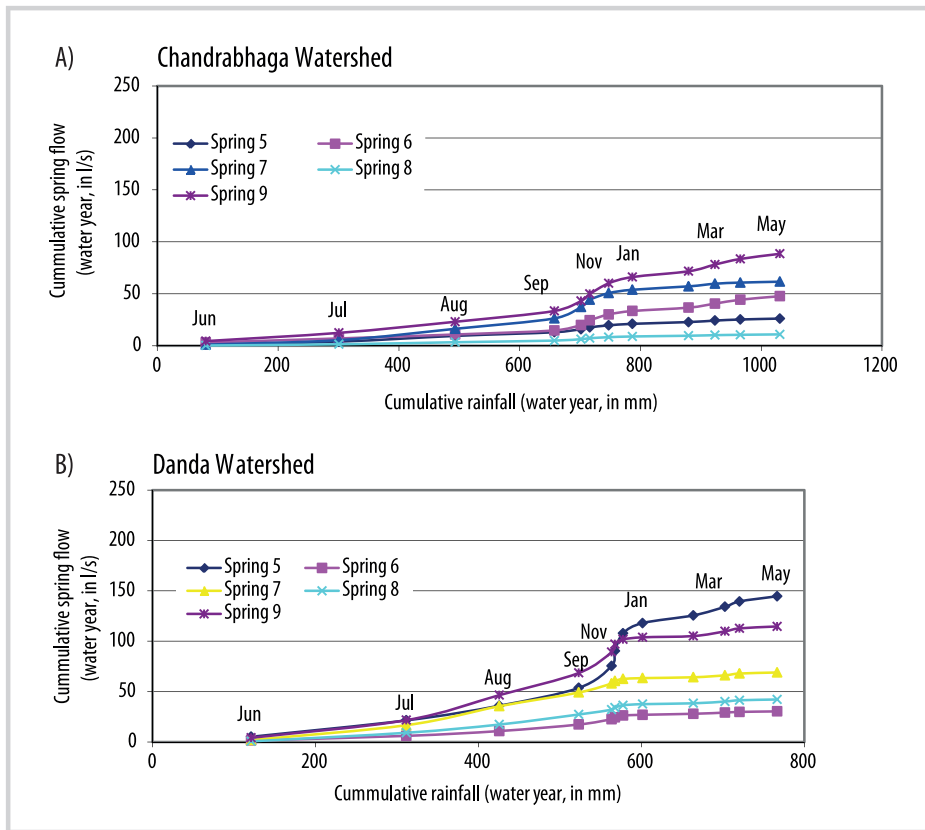 A) Chandrabhaga Watershed
Cummulative spring flow
(water year, in l/s)
250
200
150
100
50
0
Spring 5 Spring 6
Spring 7 Spring 8
Spring 9
Jun Jul Aug Sep Nov Jan Mar May
0 200 400 600 800 1000 1200
Cumulative rainfall (water year, in mm)
B) Danda Watershed
Cummulative spring flow
(water year, in l/s)
250
200
150
100
50
0
Spring 5 Spring 6
Spring 7 Spring 8
Spring 9
Jun Jul Aug Sep Nov Jan Mar May
0 200 400 600 800
Cummulative rainfall (water year, in mm)